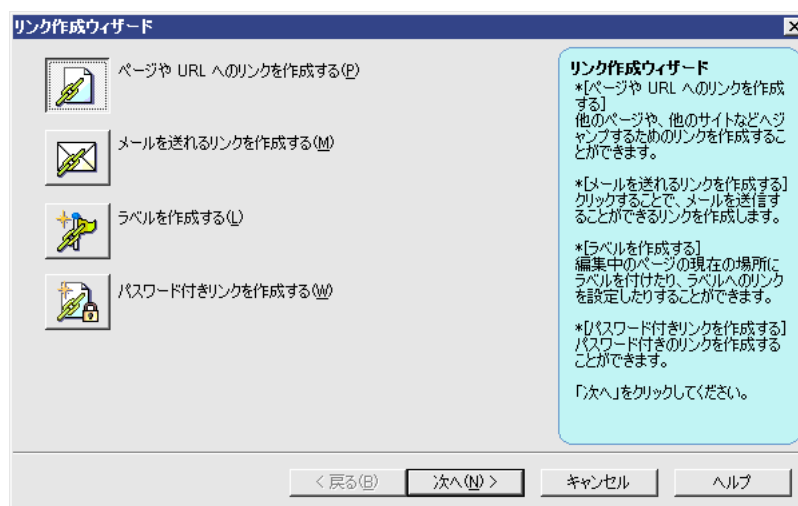 リンク作成ウィザード
ページや URL へのリンクを作成する(P)
メールを送れるリンクを作成する(M)
ラベルを作成する(L)
パスワード付きリンクを作成する(W)
リンク作成ウィザード
*[ページや URL へのリンクを作成
する]
他のページや、他のサイトなどへジ
ャンプするためのリンクを作成するこ
とができます。
*[メールを送れるリンクを作成する]
クリックすることで、メールを送信す
ることができるリンクを作成します。
*[ラベルを作成する]
編集中のページの現在の場所に
ラベルを付けたり、ラベルへのリンク
を設定したりすることができます。
*[パスワード付きリンクを作成する]
パスワード付きのリンクを作成する
ことができます。
「次へ」をクリックしてください。
< 戻る(B)
次へ(N) >
キャンセル
ヘルプ